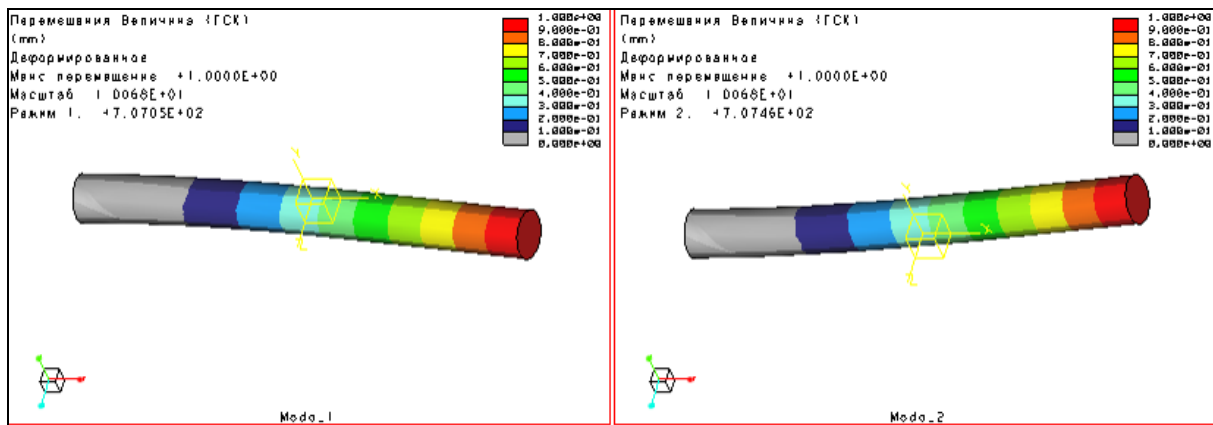 Перемещения Величина (ГСК)
(mm)
Деформированное
Макс перемещение +1.0000E+00
Масштаб 1.0068E+01
Режим 1. +7.0705E+02
1.000e+00
9.000e-01
8.000e-01
7.000e-01
6.000e-01
5.000e-01
4.000e-01
3.000e-01
2.000e-01
1.000e-01
0.000e+00
Y
X
Z
Moda_1
Перемещения Величина (ГСК)
(mm)
Деформированное
Макс перемещение +1.0000E+00
Масштаб 1.0068E+01
Режим 2. +7.0746E+02
1.000e+00
9.000e-01
8.000e-01
7.000e-01
6.000e-01
5.000e-01
4.000e-01
3.000e-01
2.000e-01
1.000e-01
0.000e+00
Y
X
Z
Moda_2